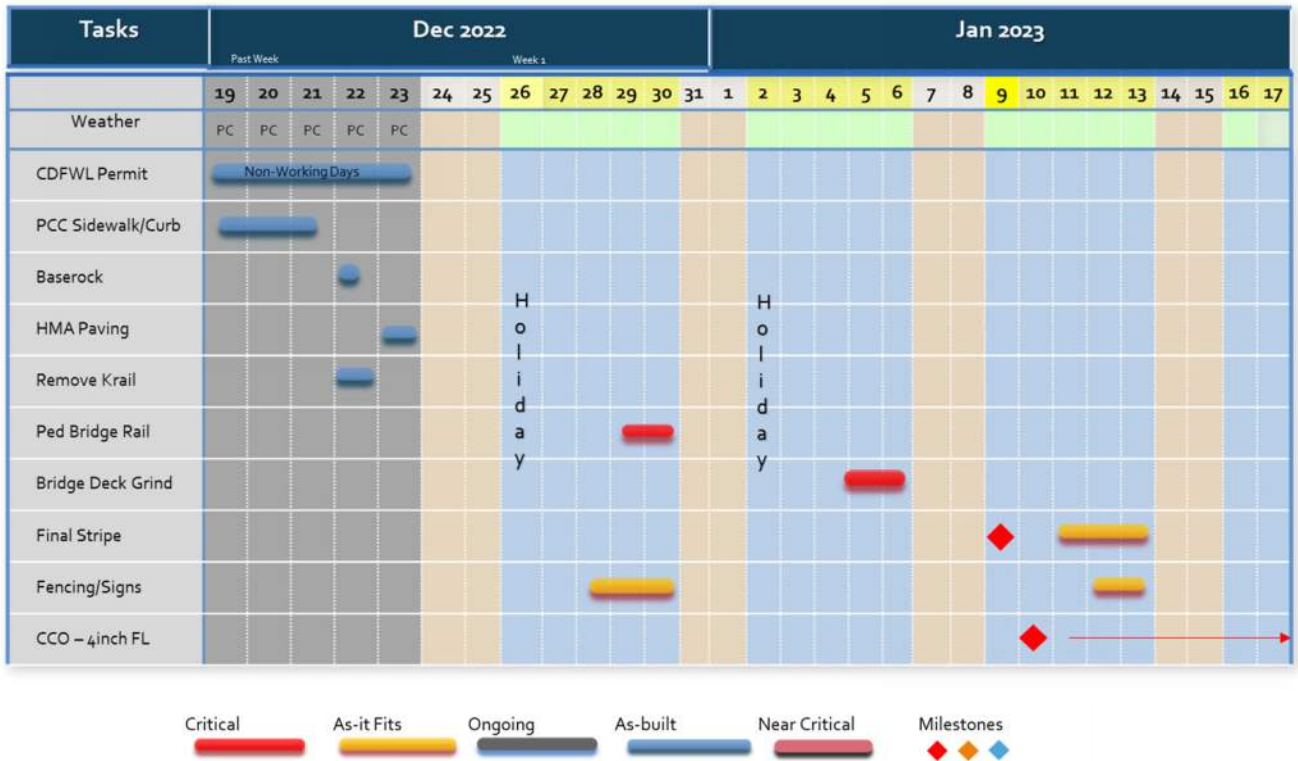 Tasks Dec 2022 Jan 2023
Past Week Week 1
19 20 21 22 23 24 25 26 27 28 29 30 31 1 2 3 4 5 6 7 8 9 10 11 12 13 14 15 16 17
Weather PC PC PC PC PC
CDFWL Permit Non-Working Days
PCC Sidewalk/Curb
Baserock
HMA Paving
Remove Krail
Ped Bridge Rail
Bridge Deck Grind
Final Stripe
Fencing/Signs
CCO – 4inch FL
Holiday
Holiday
Critical As-it Fits Ongoing As-built Near Critical Milestones